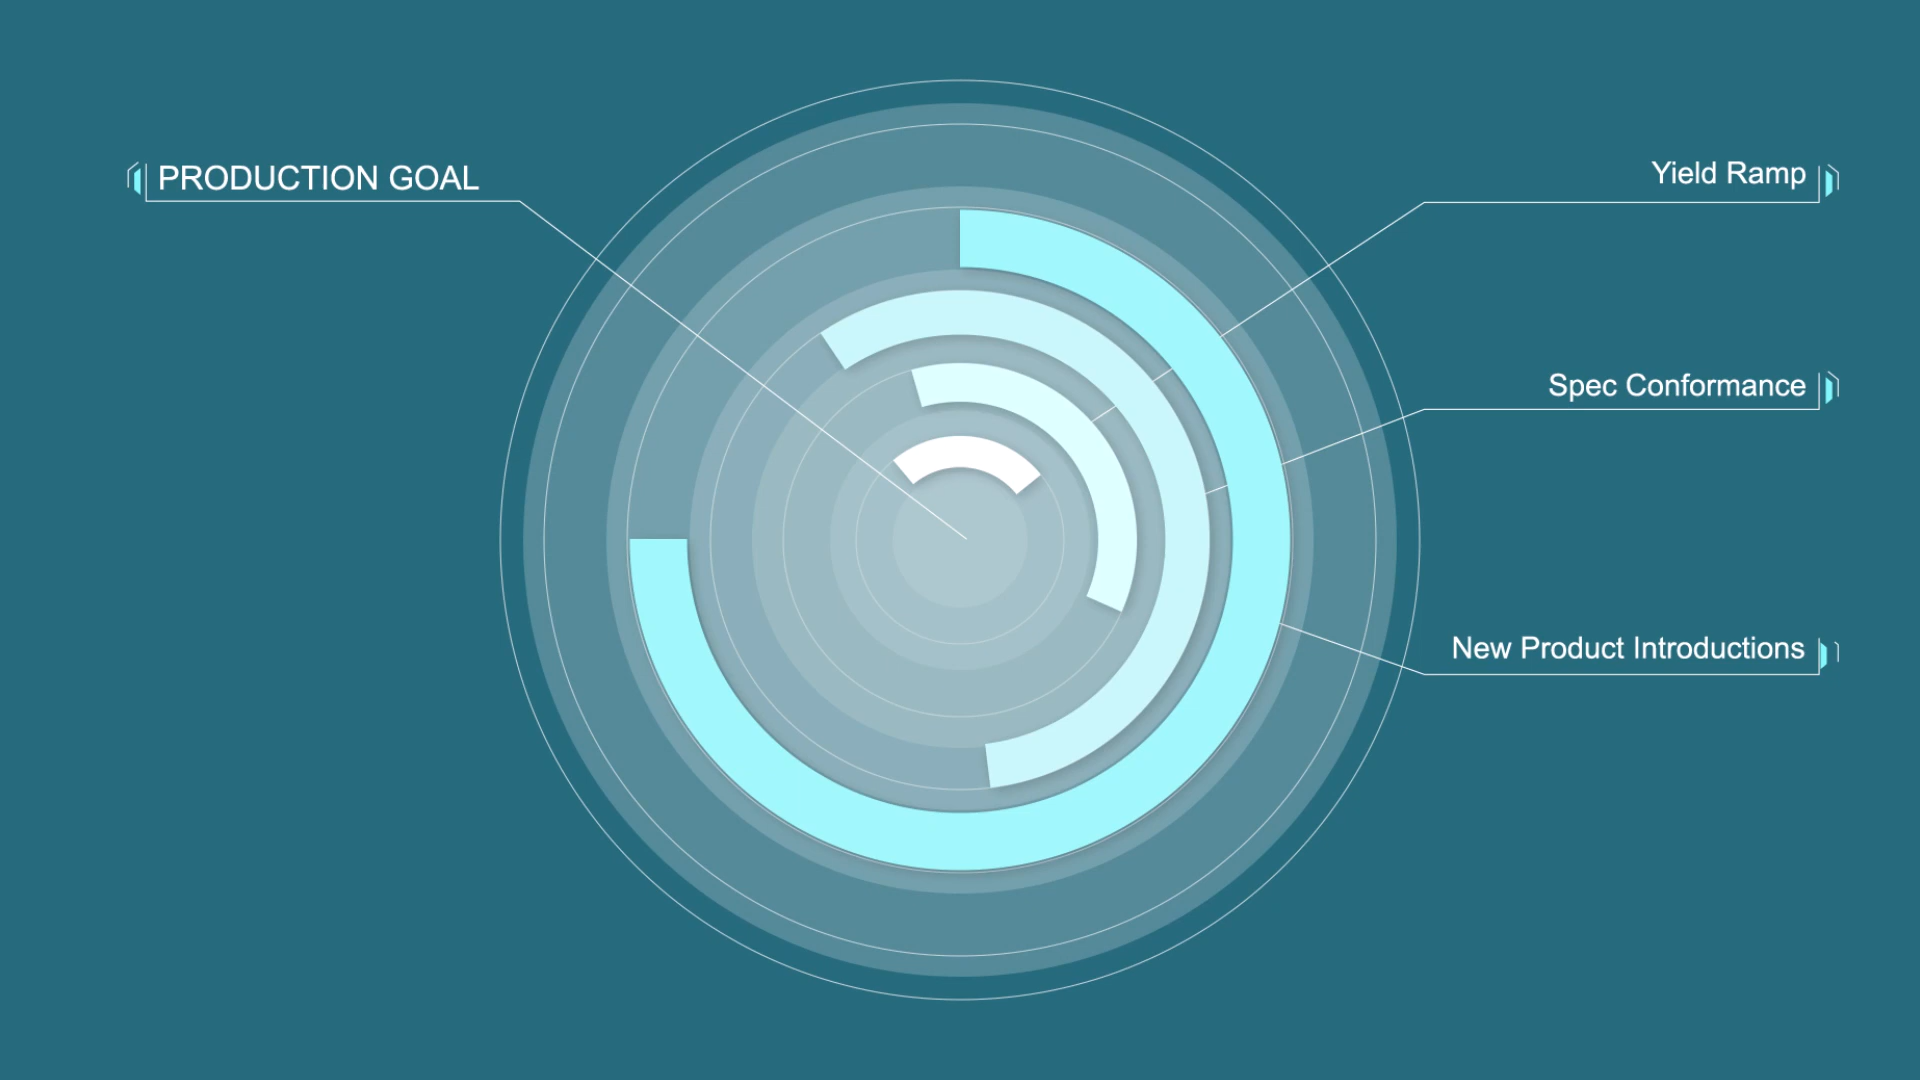 PRODUCTION GOAL
Yield Ramp
Spec Conformance
New Product Introductions